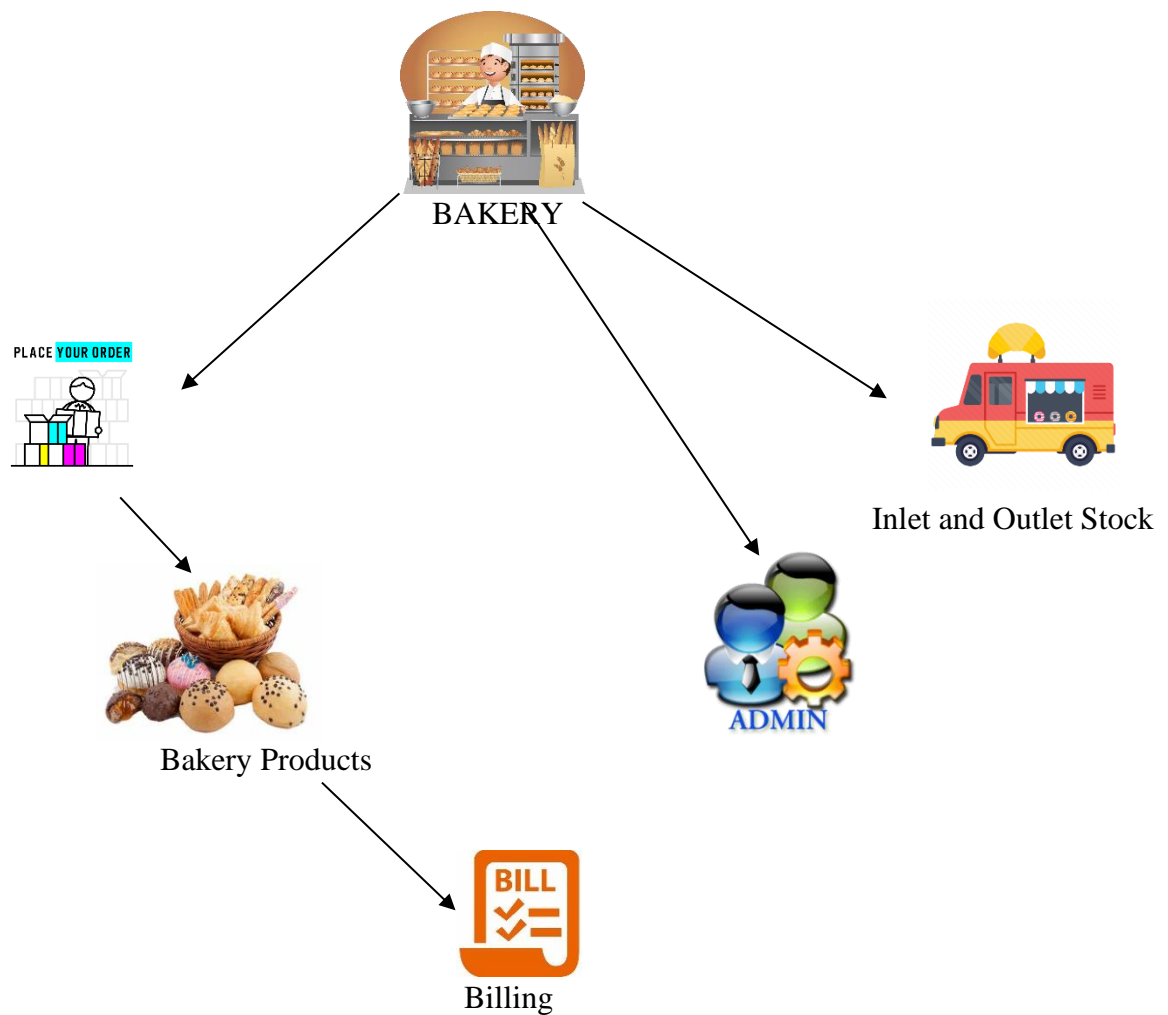 BAKERY
PLACE YOUR ORDER
Inlet and Outlet Stock
ADMIN
Bakery Products
BILL
Billing